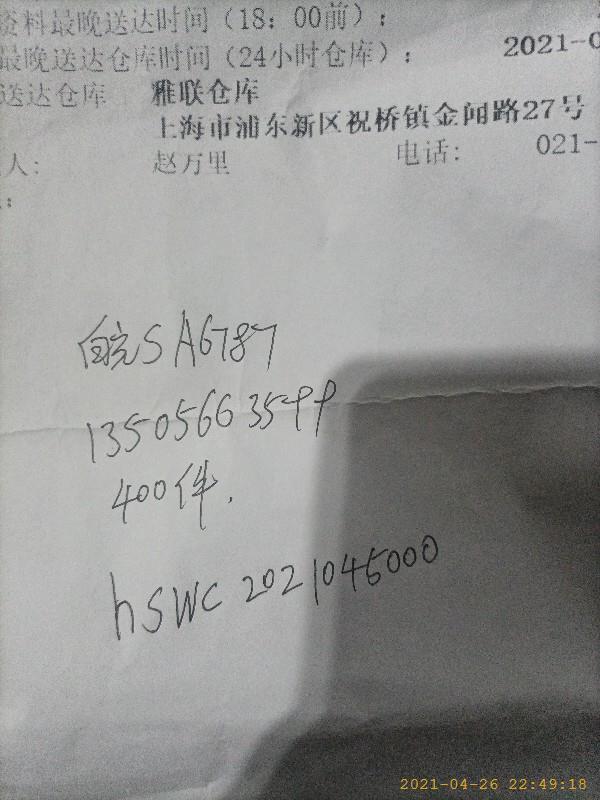 资料最晚送达时间（18：00前）：
最晚送达仓库时间（24小时仓库）： 2021-0
送达仓库 雅联仓库
上海市浦东新区祝桥镇金闻路27号
人： 赵万里 电话： 021-
：
皖SA6787
13505663599
400件.
hSWC2021045000
2021-04-26 22:49:18